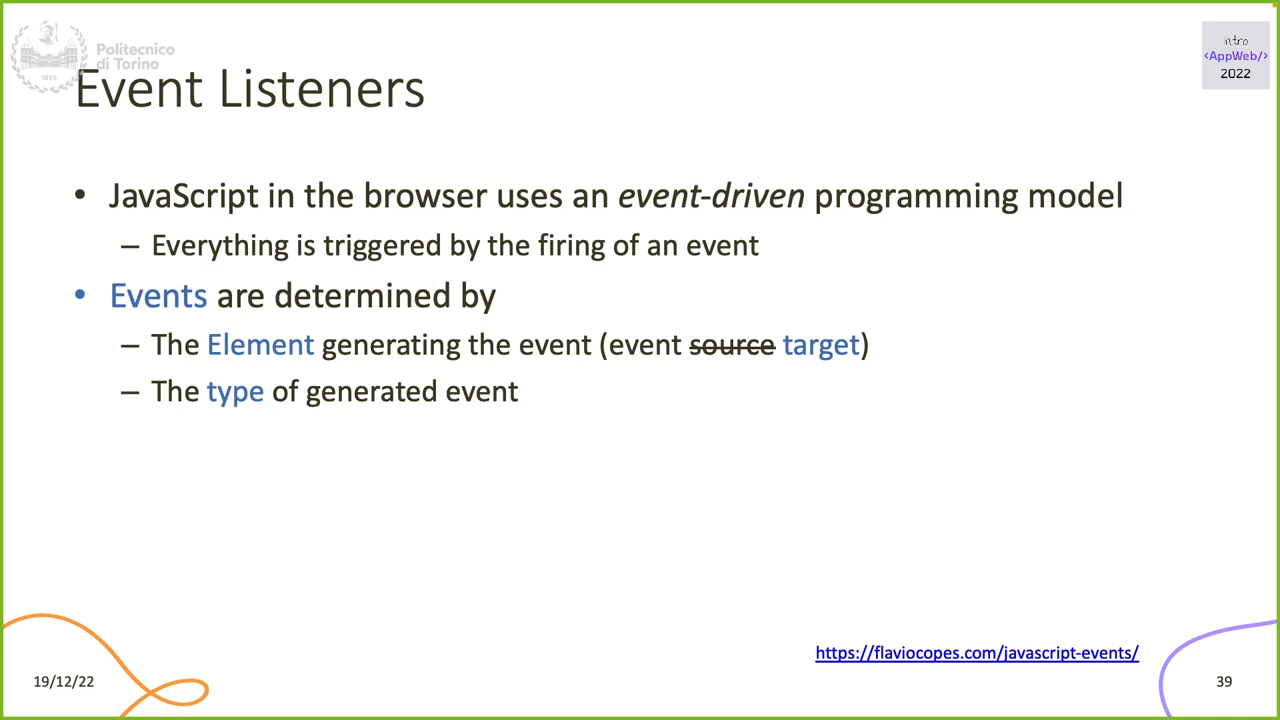 Politecnico
di Torino
1859
intro
<AppWeb/>
2022
Event Listeners
• JavaScript in the browser uses an event-driven programming model
– Everything is triggered by the firing of an event
• Events are determined by
– The Element generating the event (event source target)
– The type of generated event
https://flaviocopes.com/javascript-events/
19/12/22
39